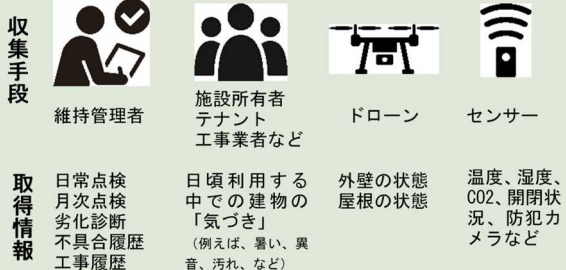 収集手段
維持管理者
施設所有者
テナント
工事業者など
ドローン
センサー
取得情報
日常点検
月次点検
劣化診断
不具合履歴
工事履歴
日頃利用する
中での建物の
「気づき」
（例えば、暑い、異
音、汚れ、など）
外壁の状態
屋根の状態
温度、湿度、
CO2、開閉状
況、防犯カ
メラなど